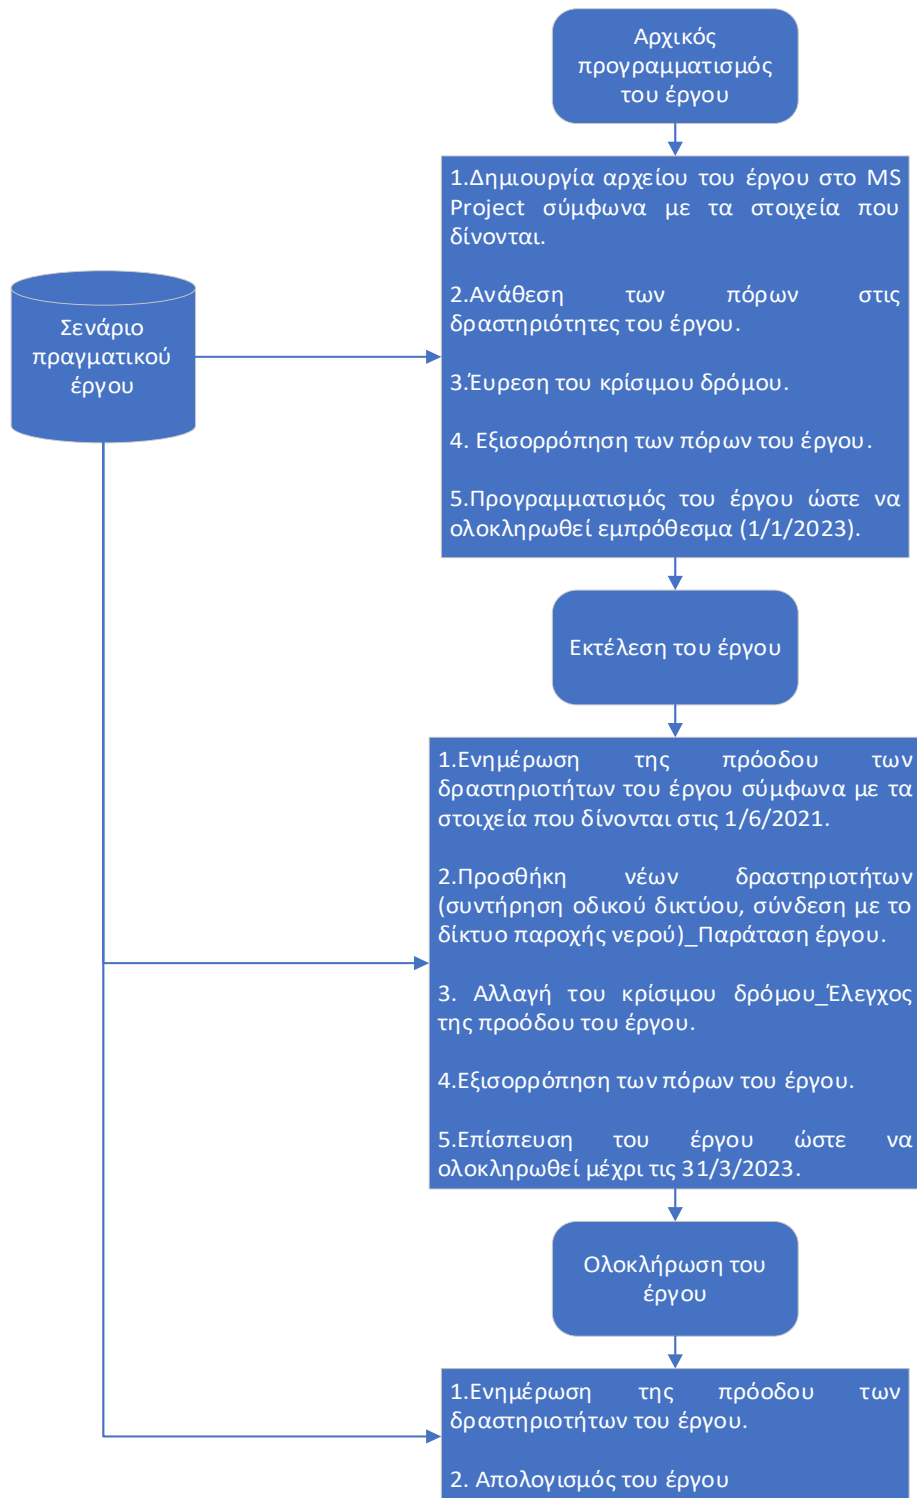 Αρχικός
προγραμματισμός
του έργου
1.Δημιουργία αρχείου του έργου στο MS
Project σύμφωνα με τα στοιχεία που
δίνονται.
2.Ανάθεση των πόρων στις
δραστηριότητες του έργου.
3.Έυρεση του κρίσιμου δρόμου.
4. Εξισορρόπηση των πόρων του έργου.
5.Προγραμματισμός του έργου ώστε να
ολοκληρωθεί εμπρόθεσμα (1/1/2023).
Σενάριο
πραγματικού
έργου
Εκτέλεση του έργου
1.Ενημέρωση της πρόοδου των
δραστηριοτήτων του έργου σύμφωνα με τα
στοιχεία που δίνονται στις 1/6/2021.
2.Προσθήκη νέων δραστηριοτήτων
(συντήρηση οδικού δικτύου, σύνδεση με το
δίκτυο παροχής νερού)_Παράταση έργου.
3. Αλλαγή του κρίσιμου δρόμου_Έλεγχος
της προόδου του έργου.
4.Εξισορρόπηση των πόρων του έργου.
5.Επίσπευση του έργου ώστε να
ολοκληρωθεί μέχρι τις 31/3/2023.
Ολοκλήρωση του
έργου
1.Ενημέρωση της πρόοδου των
δραστηριοτήτων του έργου.
2. Απολογισμός του έργου